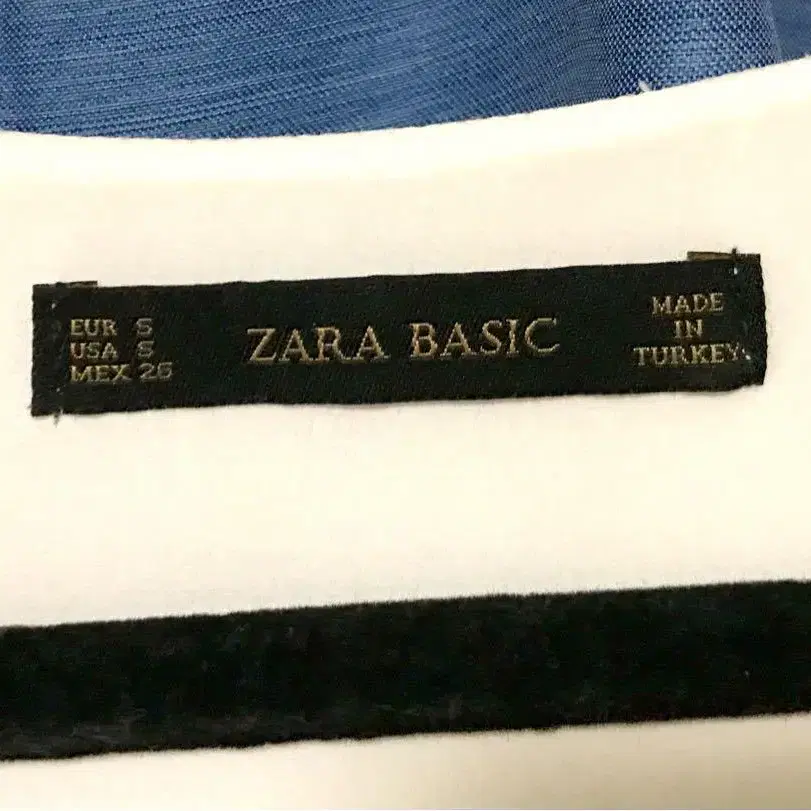 EUR S
USA S
MEX 26
ZARA BASIC
MADE
IN
TURKEY